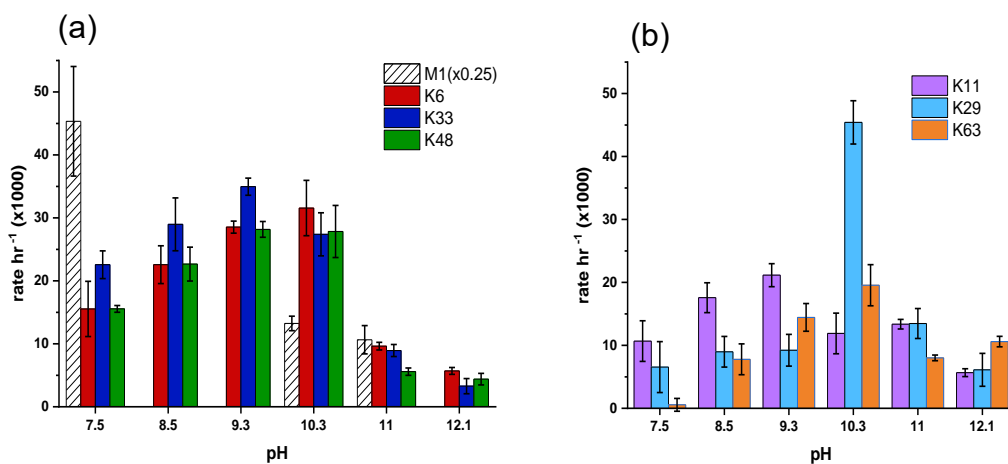 (a)
M1(x0.25)
K6
K33
K48
50
40
30
20
10
0
rate hr⁻¹ (x1000)
7.5 8.5 9.3 10.3 11 12.1
pH
(b)
K11
K29
K63
50
40
30
20
10
0
rate hr⁻¹ (x1000)
7.5 8.5 9.3 10.3 11 12.1
pH